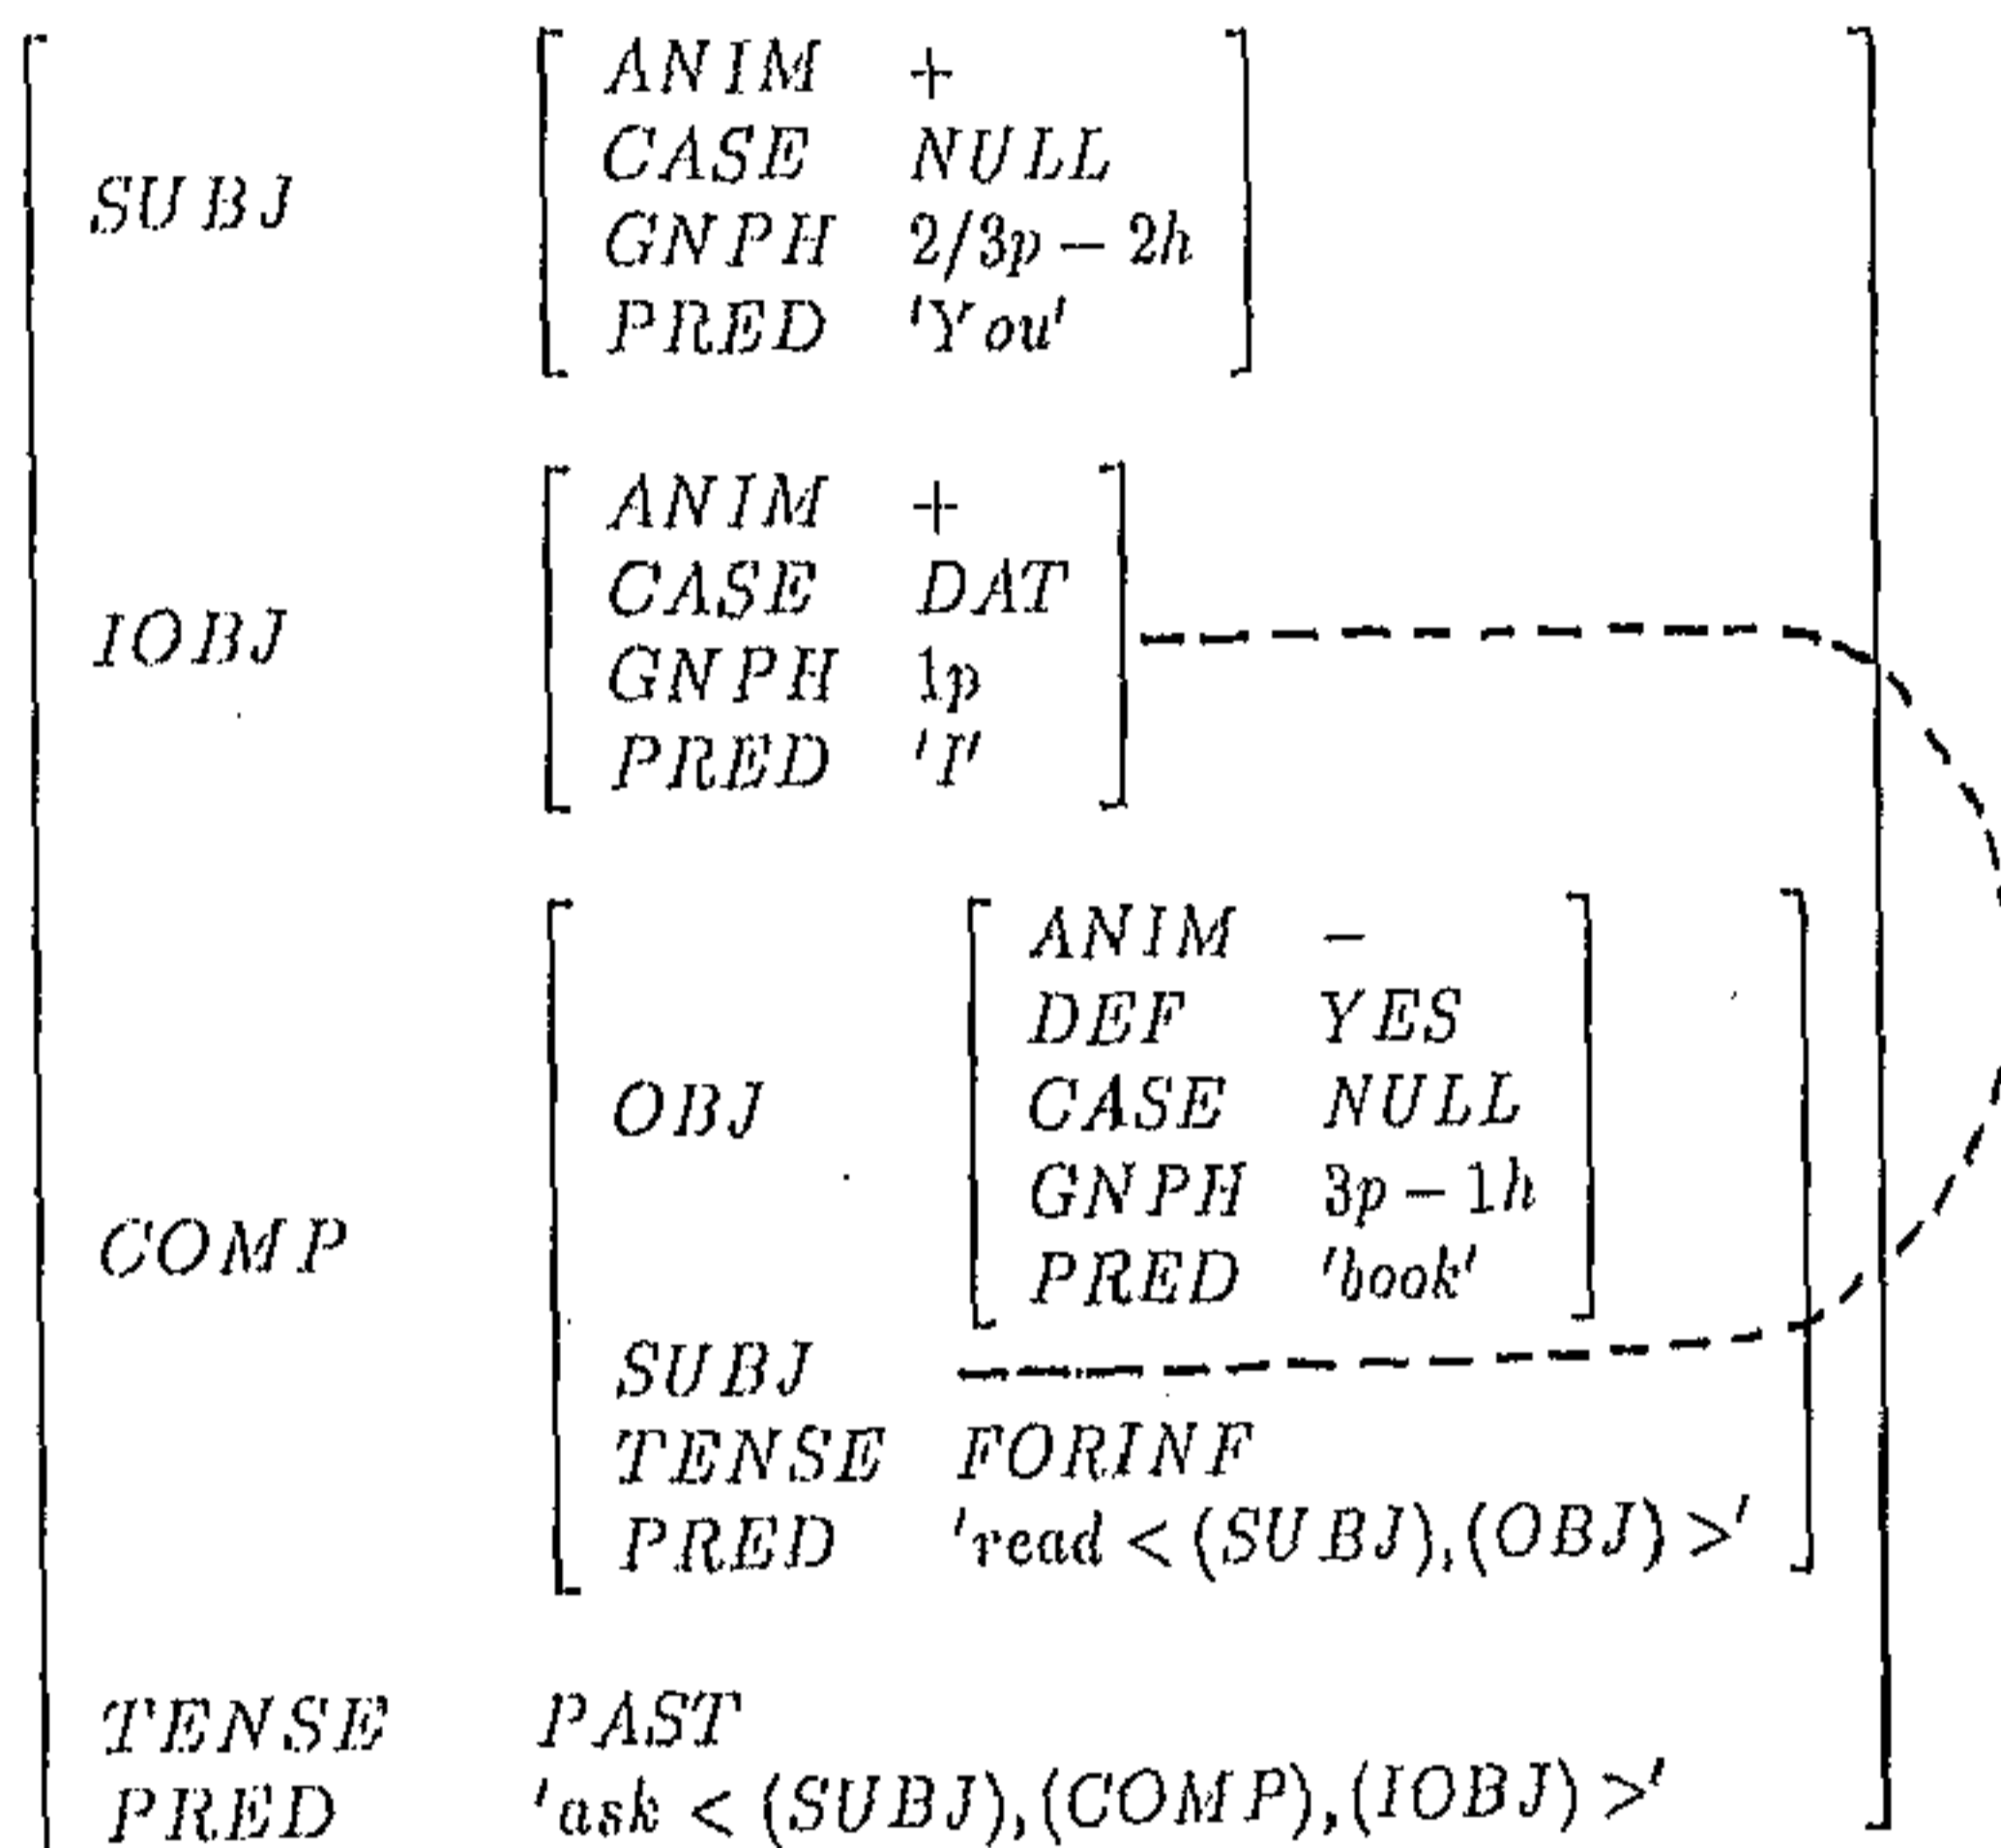 ANIM +
CASE NULL
SUBJ
GNPH 2/3p − 2h
PRED 'You'
ANIM +
CASE DAT
IOBJ
GNPH 1p
PRED 'I'
ANIM −
DEF YES
OBJ CASE NULL
GNPH 3p − 1h
COMP
PRED 'book'
SUBJ
TENSE FORINF
PRED 'read < (SUBJ),(OBJ) >'
TENSE PAST
PRED 'ask < (SUBJ),(COMP),(IOBJ) >'